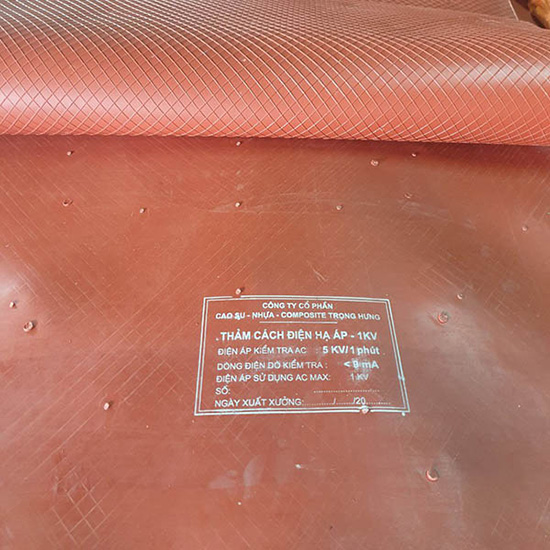 CÔNG TY CỔ PHẦN
CAO SU - NHỰA - COMPOSITE TRỌNG HƯNG
THẢM CÁCH ĐIỆN HẠ ÁP - 1KV
ĐIỆN ÁP KIỂM TRA AC 5 KV/1 phút
DÒNG ĐIỆN DÒ KIỂM TRA : < 9 mA
ĐIỆN ÁP SỬ DỤNG AC MAX: 1 KV
SỐ:
NGÀY XUẤT XƯỞNG:......../......../20.........